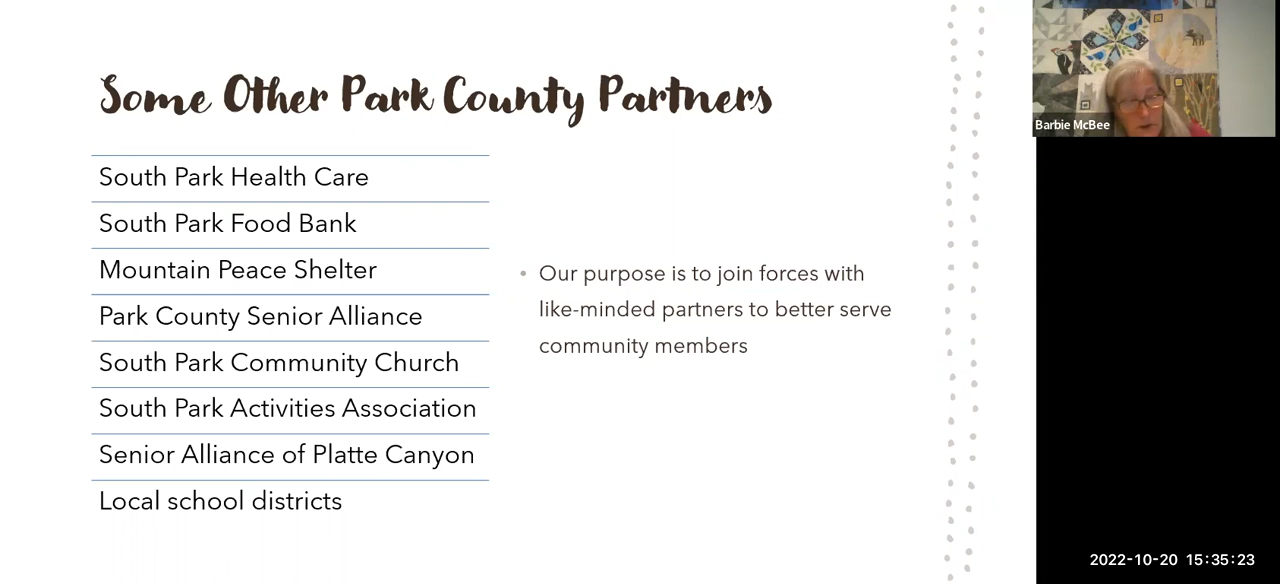 Some Other Park County Partners
South Park Health Care
South Park Food Bank
Mountain Peace Shelter
Park County Senior Alliance
South Park Community Church
South Park Activities Association
Senior Alliance of Platte Canyon
Local school districts
• Our purpose is to join forces with
like-minded partners to better serve
community members
Barbie McBee
2022-10-20 15:35:23